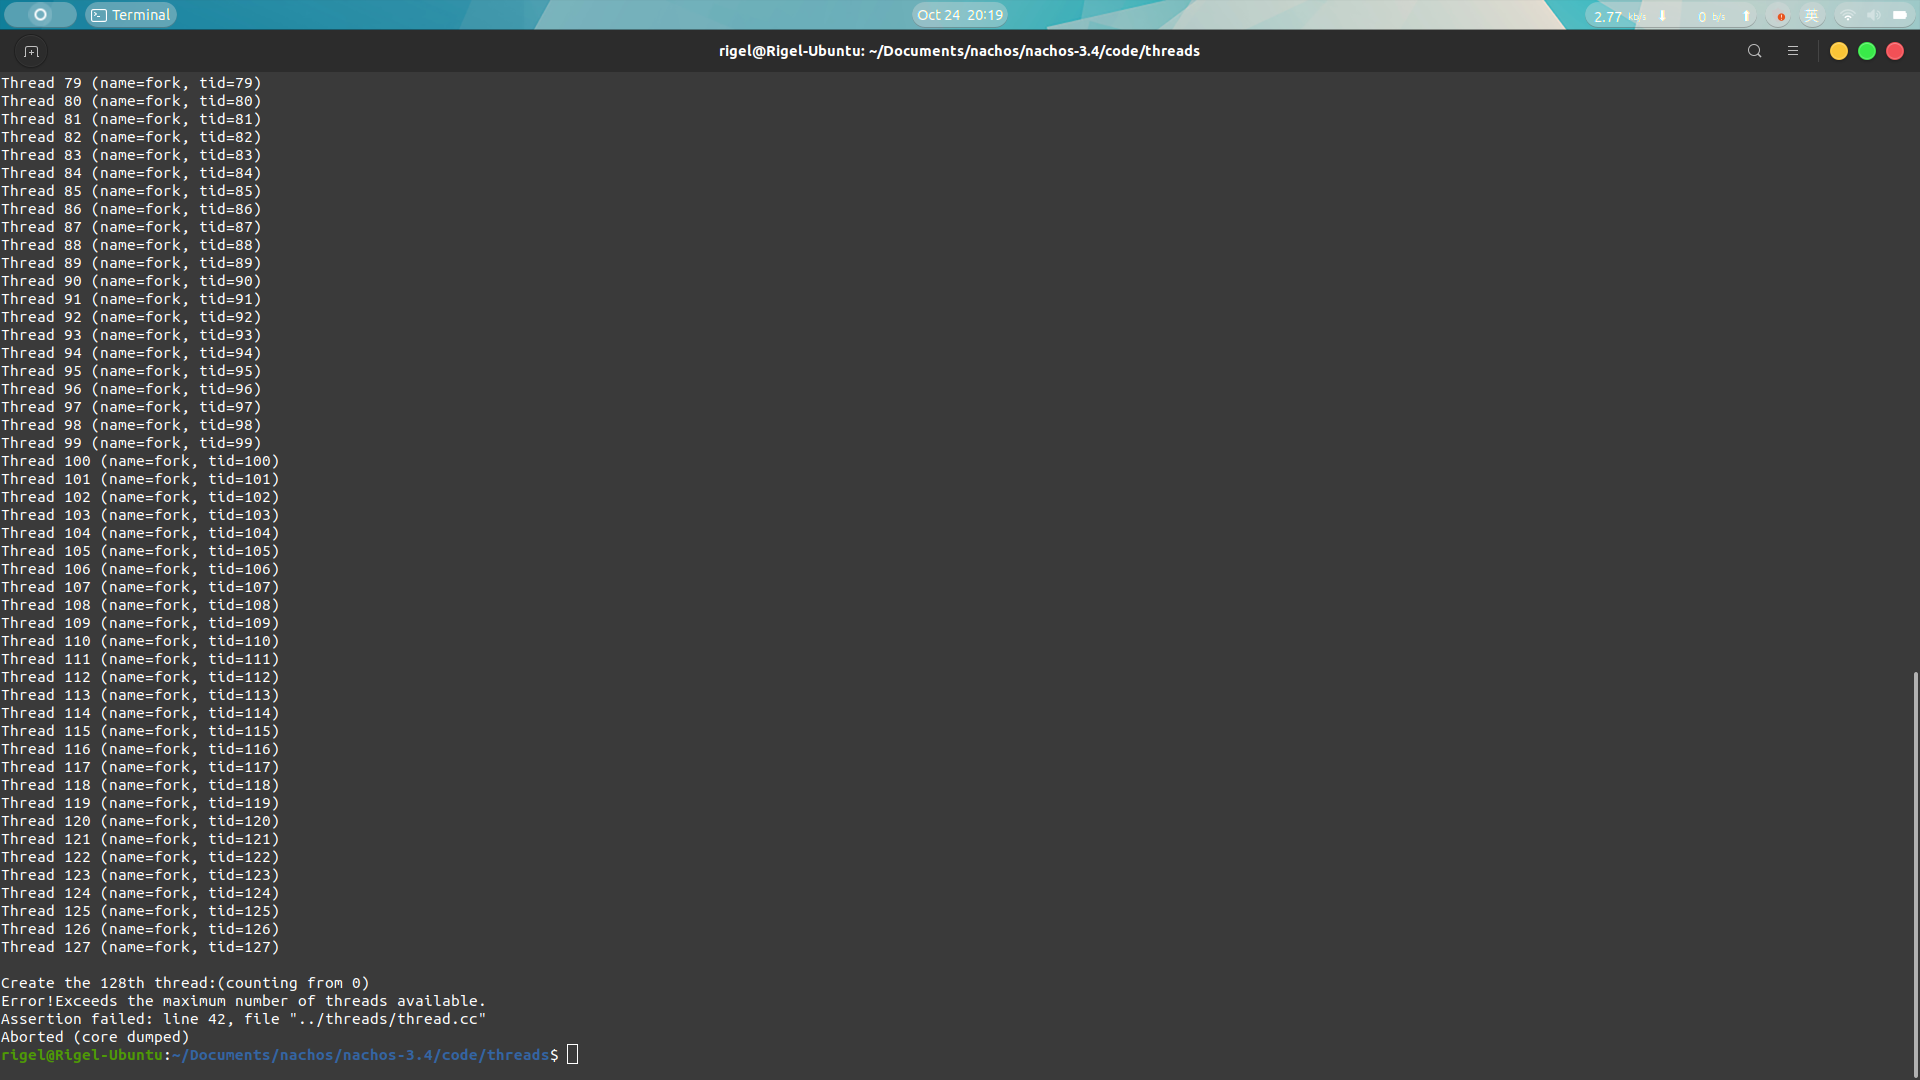 Terminal
Oct 24 20:19
2.77 kb/s 0 b/s 英
rigel@Rigel-Ubuntu: ~/Documents/nachos/nachos-3.4/code/threads
Thread 79 (name=fork, tid=79)
Thread 80 (name=fork, tid=80)
Thread 81 (name=fork, tid=81)
Thread 82 (name=fork, tid=82)
Thread 83 (name=fork, tid=83)
Thread 84 (name=fork, tid=84)
Thread 85 (name=fork, tid=85)
Thread 86 (name=fork, tid=86)
Thread 87 (name=fork, tid=87)
Thread 88 (name=fork, tid=88)
Thread 89 (name=fork, tid=89)
Thread 90 (name=fork, tid=90)
Thread 91 (name=fork, tid=91)
Thread 92 (name=fork, tid=92)
Thread 93 (name=fork, tid=93)
Thread 94 (name=fork, tid=94)
Thread 95 (name=fork, tid=95)
Thread 96 (name=fork, tid=96)
Thread 97 (name=fork, tid=97)
Thread 98 (name=fork, tid=98)
Thread 99 (name=fork, tid=99)
Thread 100 (name=fork, tid=100)
Thread 101 (name=fork, tid=101)
Thread 102 (name=fork, tid=102)
Thread 103 (name=fork, tid=103)
Thread 104 (name=fork, tid=104)
Thread 105 (name=fork, tid=105)
Thread 106 (name=fork, tid=106)
Thread 107 (name=fork, tid=107)
Thread 108 (name=fork, tid=108)
Thread 109 (name=fork, tid=109)
Thread 110 (name=fork, tid=110)
Thread 111 (name=fork, tid=111)
Thread 112 (name=fork, tid=112)
Thread 113 (name=fork, tid=113)
Thread 114 (name=fork, tid=114)
Thread 115 (name=fork, tid=115)
Thread 116 (name=fork, tid=116)
Thread 117 (name=fork, tid=117)
Thread 118 (name=fork, tid=118)
Thread 119 (name=fork, tid=119)
Thread 120 (name=fork, tid=120)
Thread 121 (name=fork, tid=121)
Thread 122 (name=fork, tid=122)
Thread 123 (name=fork, tid=123)
Thread 124 (name=fork, tid=124)
Thread 125 (name=fork, tid=125)
Thread 126 (name=fork, tid=126)
Thread 127 (name=fork, tid=127)
Create the 128th thread:(counting from 0)
Error!Exceeds the maximum number of threads available.
Assertion failed: line 42, file "../threads/thread.cc"
Aborted (core dumped)
rigel@Rigel-Ubuntu:~/Documents/nachos/nachos-3.4/code/threads$